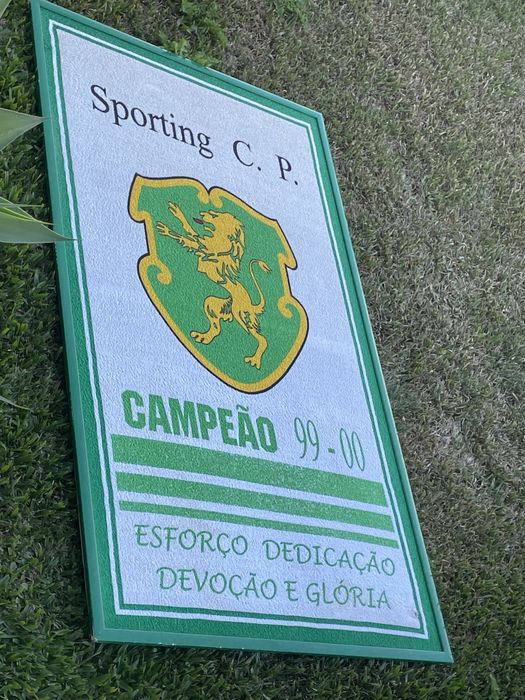 Sporting C. P.
CAMPEÃO 99-00
ESFORÇO DEDICAÇÃO
DEVOÇÃO E GLÓRIA